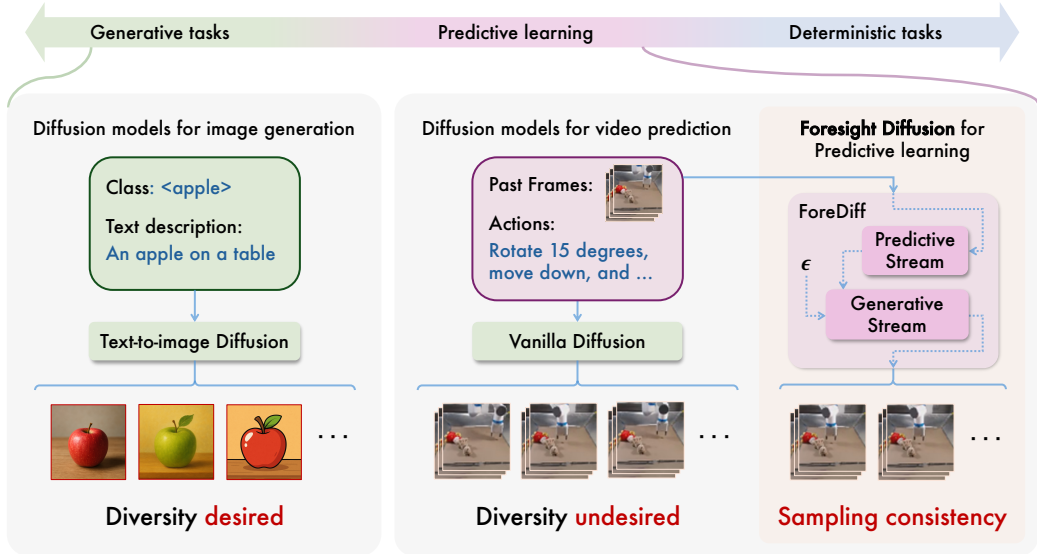 Generative tasks
Predictive learning
Deterministic tasks
Diffusion models for image generation
Class: <apple>
Text description:
An apple on a table
Text-to-image Diffusion
...
Diversity desired
Diffusion models for video prediction
Past Frames:
Actions:
Rotate 15 degrees,
move down, and ...
Vanilla Diffusion
...
Diversity undesired
Foresight Diffusion for
Predictive learning
ForeDiff
Predictive
Stream
ϵ
Generative
Stream
...
Sampling consistency